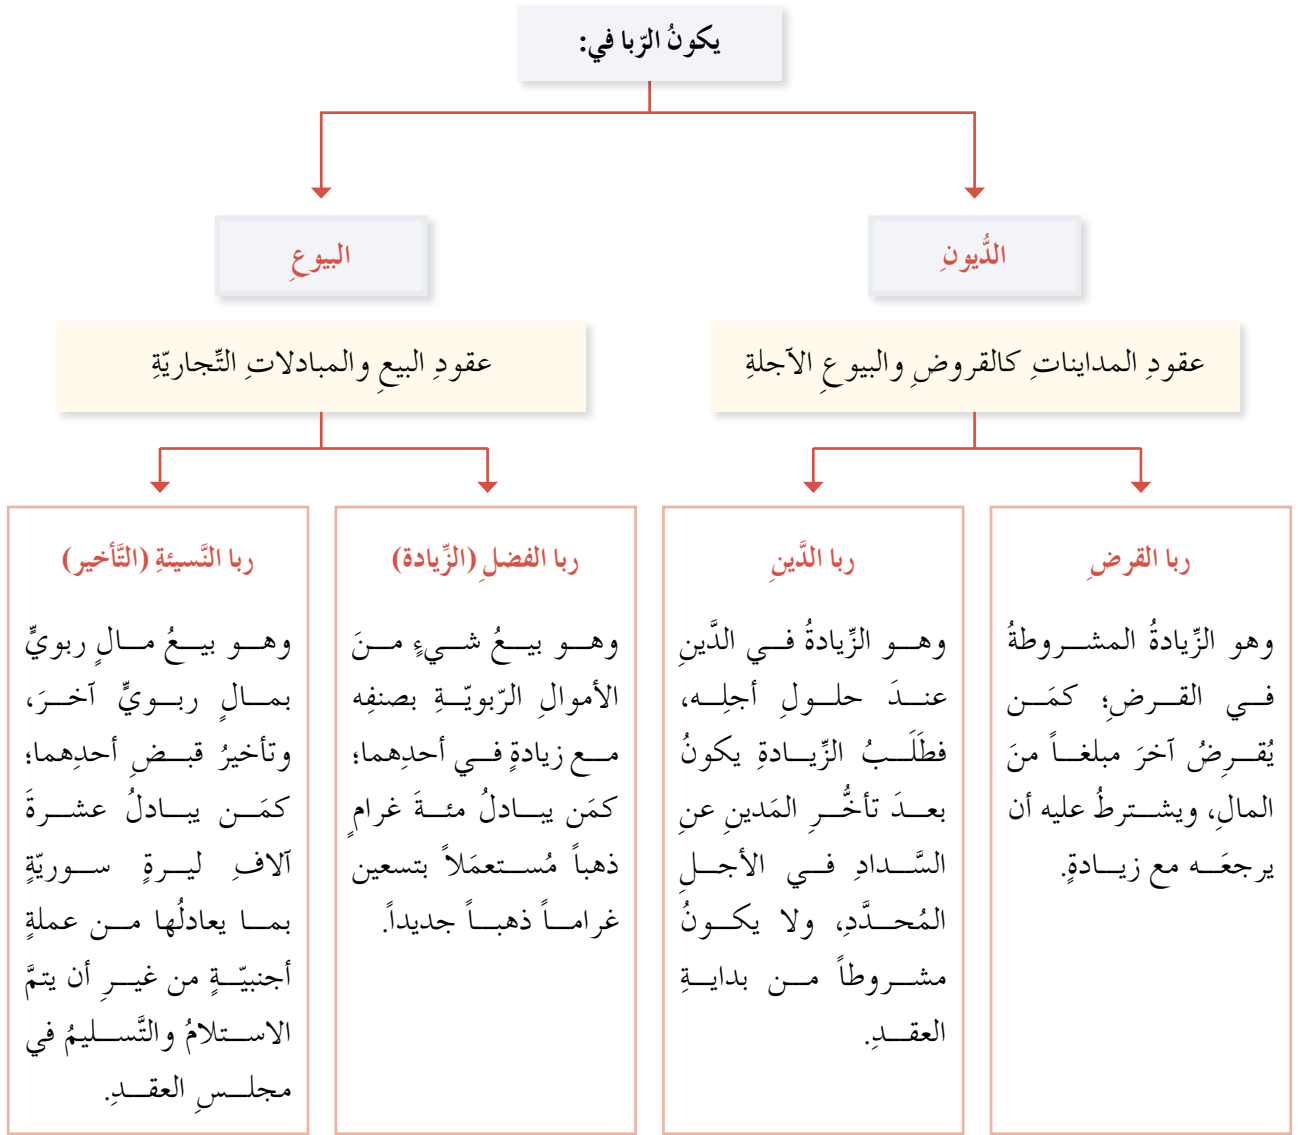 يكونُ الرّبا في:
الدُّيونِ
البيوعِ
عقودِ المدايناتِ كالقروضِ والبيوعِ الآجلةِ
عقودِ البيعِ والمبادلاتِ التِّجاريّةِ
ربا القرضِ
وهو الزِّيادةُ المشروطةُ
في القرضِ؛ كمَن
يُقرِضُ آخرَ مبلغاً منَ
المالِ، ويشترطُ عليه أن
يرجعَه مع زيادةٍ.
ربا الدَّينِ
وهو الزِّيادةُ في الدَّينِ
عندَ حلولِ أجلِه،
فطَلَبُ الزِّيادةِ يكونُ
بعدَ تأخُّرِ المَدينِ عنِ
السَّدادِ في الأجلِ
المُحدَّدِ، ولا يكونُ
مشروطاً من بدايةِ
العقدِ.
ربا الفضلِ (الزِّيادة)
وهو بيعُ شيءٍ منَ
الأموالِ الرّبويّةِ بصنفِه
مع زيادةٍ في أحدِهما؛
كمَن يبادلُ مئةَ غرامٍ
ذهباً مُستعمَلاً بتسعين
غراماً ذهباً جديداً.
ربا النَّسيئةِ (التَّأخير)
وهو بيعُ مالٍ ربويٍّ
بمالٍ ربويٍّ آخرَ،
وتأخيرُ قبضِ أحدِهما؛
كمَن يبادلُ عشرةَ
آلافِ ليرةٍ سوريّةٍ
بما يعادلُها من عملةٍ
أجنبيّةٍ من غيرِ أن يتمَّ
الاستلامُ والتَّسليمُ في
مجلسِ العقدِ.